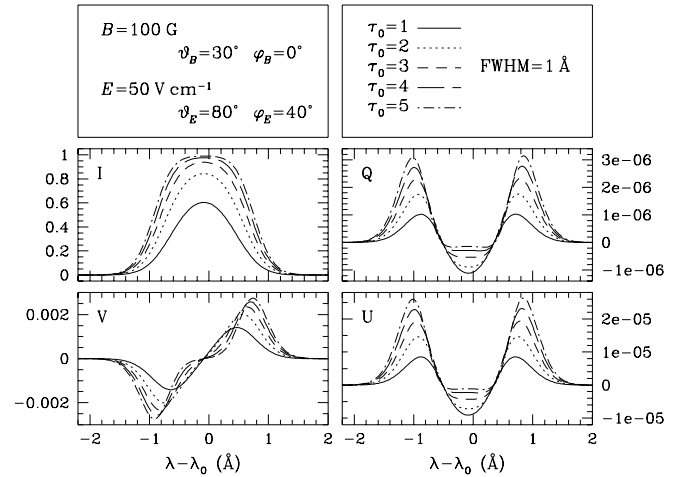 B=100 G
ϑ_B=30° φ_B=0°
E=50 V cm⁻¹
ϑ_E=80° φ_E=40°
τ₀=1
τ₀=2
τ₀=3
τ₀=4
τ₀=5
FWHM=1 Å
I
1
0.8
0.6
0.4
0.2
0
Q
3e-06
2e-06
1e-06
0
-1e-06
V
0.002
0
-0.002
U
2e-05
1e-05
0
-1e-05
-2 -1 0 1 2
λ-λ₀ (Å)
-2 -1 0 1 2
λ-λ₀ (Å)